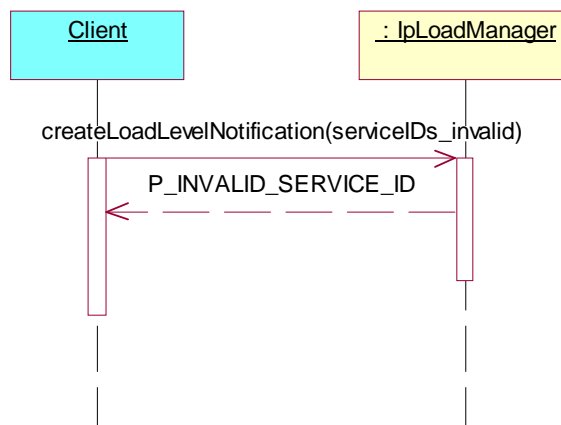 Client
: IpLoadManager
createLoadLevelNotification(serviceIDs_invalid)
P_INVALID_SERVICE_ID